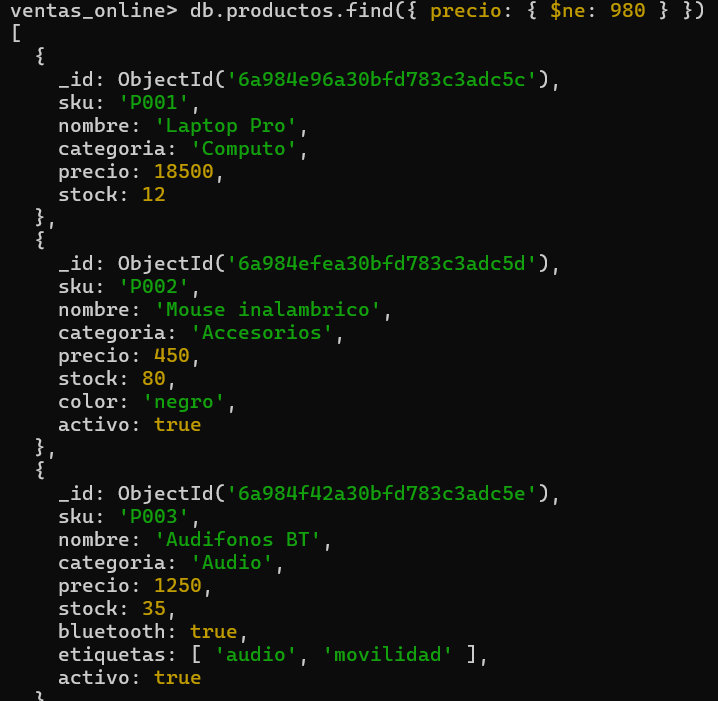 ventas_online> db.productos.find({ precio: { $ne: 980 } })
[
  {
    _id: ObjectId('6a984e96a30bfd783c3adc5c'),
    sku: 'P001',
    nombre: 'Laptop Pro',
    categoria: 'Computo',
    precio: 18500,
    stock: 12
  },
  {
    _id: ObjectId('6a984efea30bfd783c3adc5d'),
    sku: 'P002',
    nombre: 'Mouse inalambrico',
    categoria: 'Accesorios',
    precio: 450,
    stock: 80,
    color: 'negro',
    activo: true
  },
  {
    _id: ObjectId('6a984f42a30bfd783c3adc5e'),
    sku: 'P003',
    nombre: 'Audifonos BT',
    categoria: 'Audio',
    precio: 1250,
    stock: 35,
    bluetooth: true,
    etiquetas: [ 'audio', 'movilidad' ],
    activo: true
  }